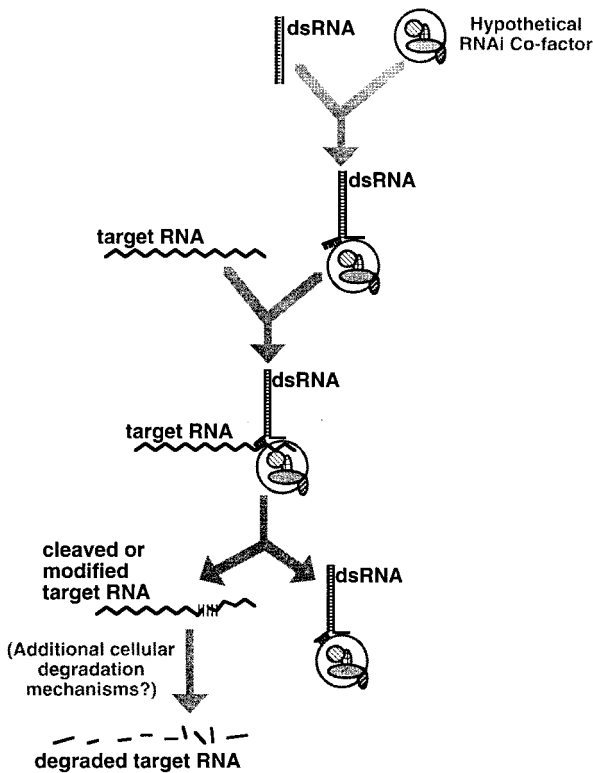 dsRNA
Hypothetical
RNAi Co-factor
dsRNA
target RNA
dsRNA
target RNA
cleaved or
modified
target RNA
dsRNA
(Additional cellular
degradation
mechanisms?)
degraded target RNA